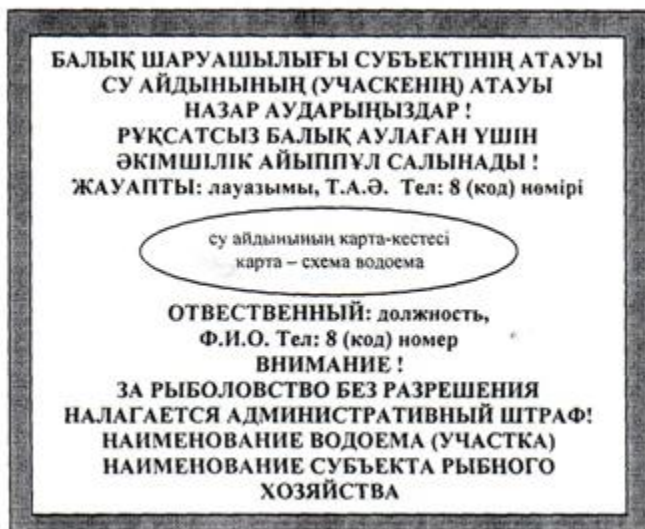 БАЛЫҚ ШАРУАШЫЛЫҒЫ СУБЪЕКТІНІҢ АТАУЫ
СУ АЙДЫНЫНЫҢ (УЧАСКЕНІҢ) АТАУЫ
НАЗАР АУДАРЫҢЫЗДАР !
РҰҚСАТСЫЗ БАЛЫҚ АУЛАҒАН ҮШІН
ӘКІМШІЛІК АЙЫППҰЛ САЛЫНАДЫ !
ЖАУАПТЫ: лауазымы, Т.А.Ә. Тел: 8 (код) нөмірі
су айдынының карта-кестесі
карта – схема водоема
ОТВЕСТВЕННЫЙ: должность,
Ф.И.О. Тел: 8 (код) номер
ВНИМАНИЕ !
ЗА РЫБОЛОВСТВО БЕЗ РАЗРЕШЕНИЯ
НАЛАГАЕТСЯ АДМИНИСТРАТИВНЫЙ ШТРАФ!
НАИМЕНОВАНИЕ ВОДОЕМА (УЧАСТКА)
НАИМЕНОВАНИЕ СУБЪЕКТА РЫБНОГО
ХОЗЯЙСТВА